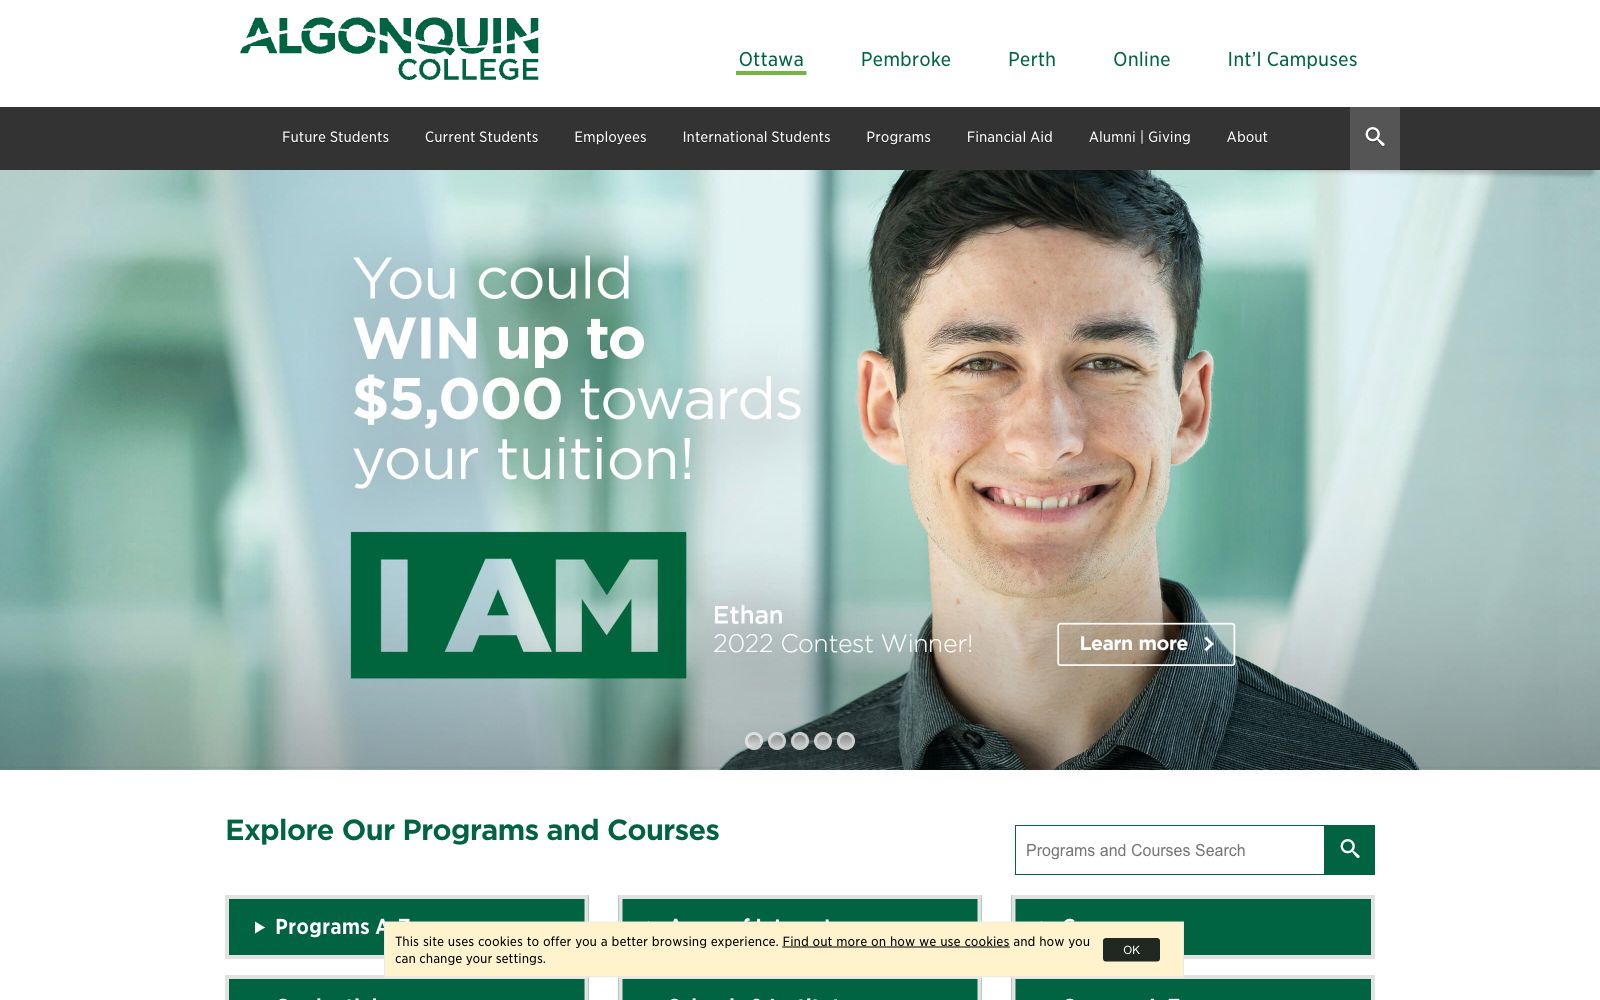 ALGONQUIN
COLLEGE
Ottawa
Pembroke
Perth
Online
Int'l Campuses
Future Students
Current Students
Employees
International Students
Programs
Financial Aid
Alumni | Giving
About
You could
WIN up to
$5,000 towards
your tuition!
I AM
Ethan
2022 Contest Winner!
Learn more
Explore Our Programs and Courses
Programs and Courses Search
Programs
This site uses cookies to offer you a better browsing experience. Find out more on how we use cookies and how you
can change your settings.
OK